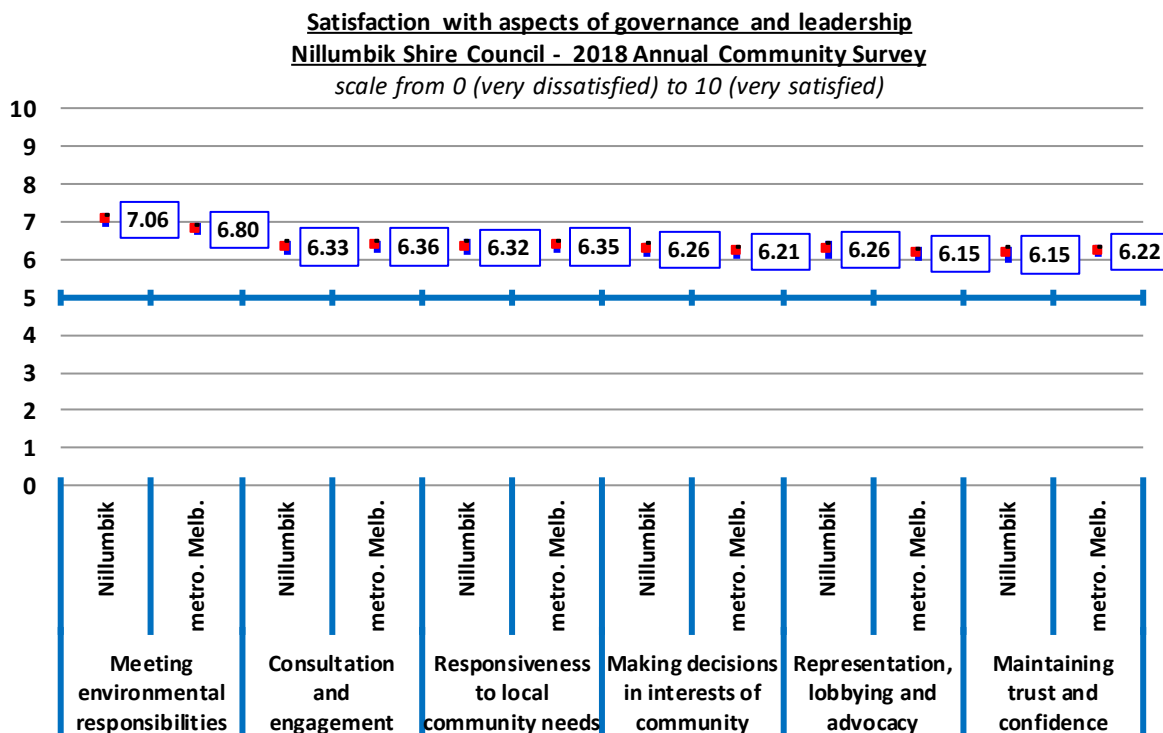 Satisfaction with aspects of governance and leadership
Nillumbik Shire Council - 2018 Annual Community Survey
scale from 0 (very dissatisfied) to 10 (very satisfied)
10
9
8
7
6
5
4
3
2
1
0
7.06
6.80
6.33
6.36
6.32
6.35
6.26
6.21
6.26
6.15
6.15
6.22
Nillumbik
metro. Melb.
Nillumbik
metro. Melb.
Nillumbik
metro. Melb.
Nillumbik
metro. Melb.
Nillumbik
metro. Melb.
Nillumbik
metro. Melb.
Meeting
environmental
responsibilities
Consultation
and
engagement
Responsiveness
to local
community needs
Making decisions
in interests of
community
Representation,
lobbying and
advocacy
Maintaining
trust and
confidence